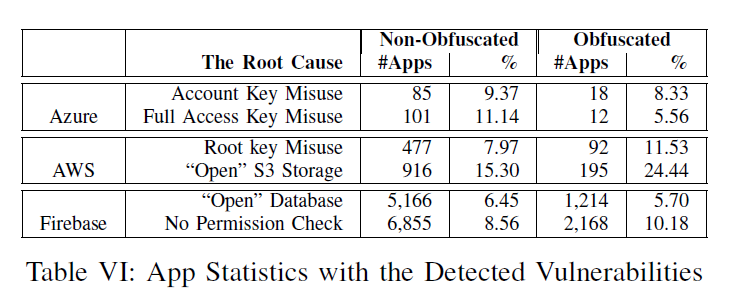 Non-Obfuscated Obfuscated
The Root Cause #Apps % #Apps %
Account Key Misuse 85 9.37 18 8.33
Azure Full Access Key Misuse 101 11.14 12 5.56
Root key Misuse 477 7.97 92 11.53
AWS “Open” S3 Storage 916 15.30 195 24.44
“Open” Database 5,166 6.45 1,214 5.70
Firebase No Permission Check 6,855 8.56 2,168 10.18
Table VI: App Statistics with the Detected Vulnerabilities